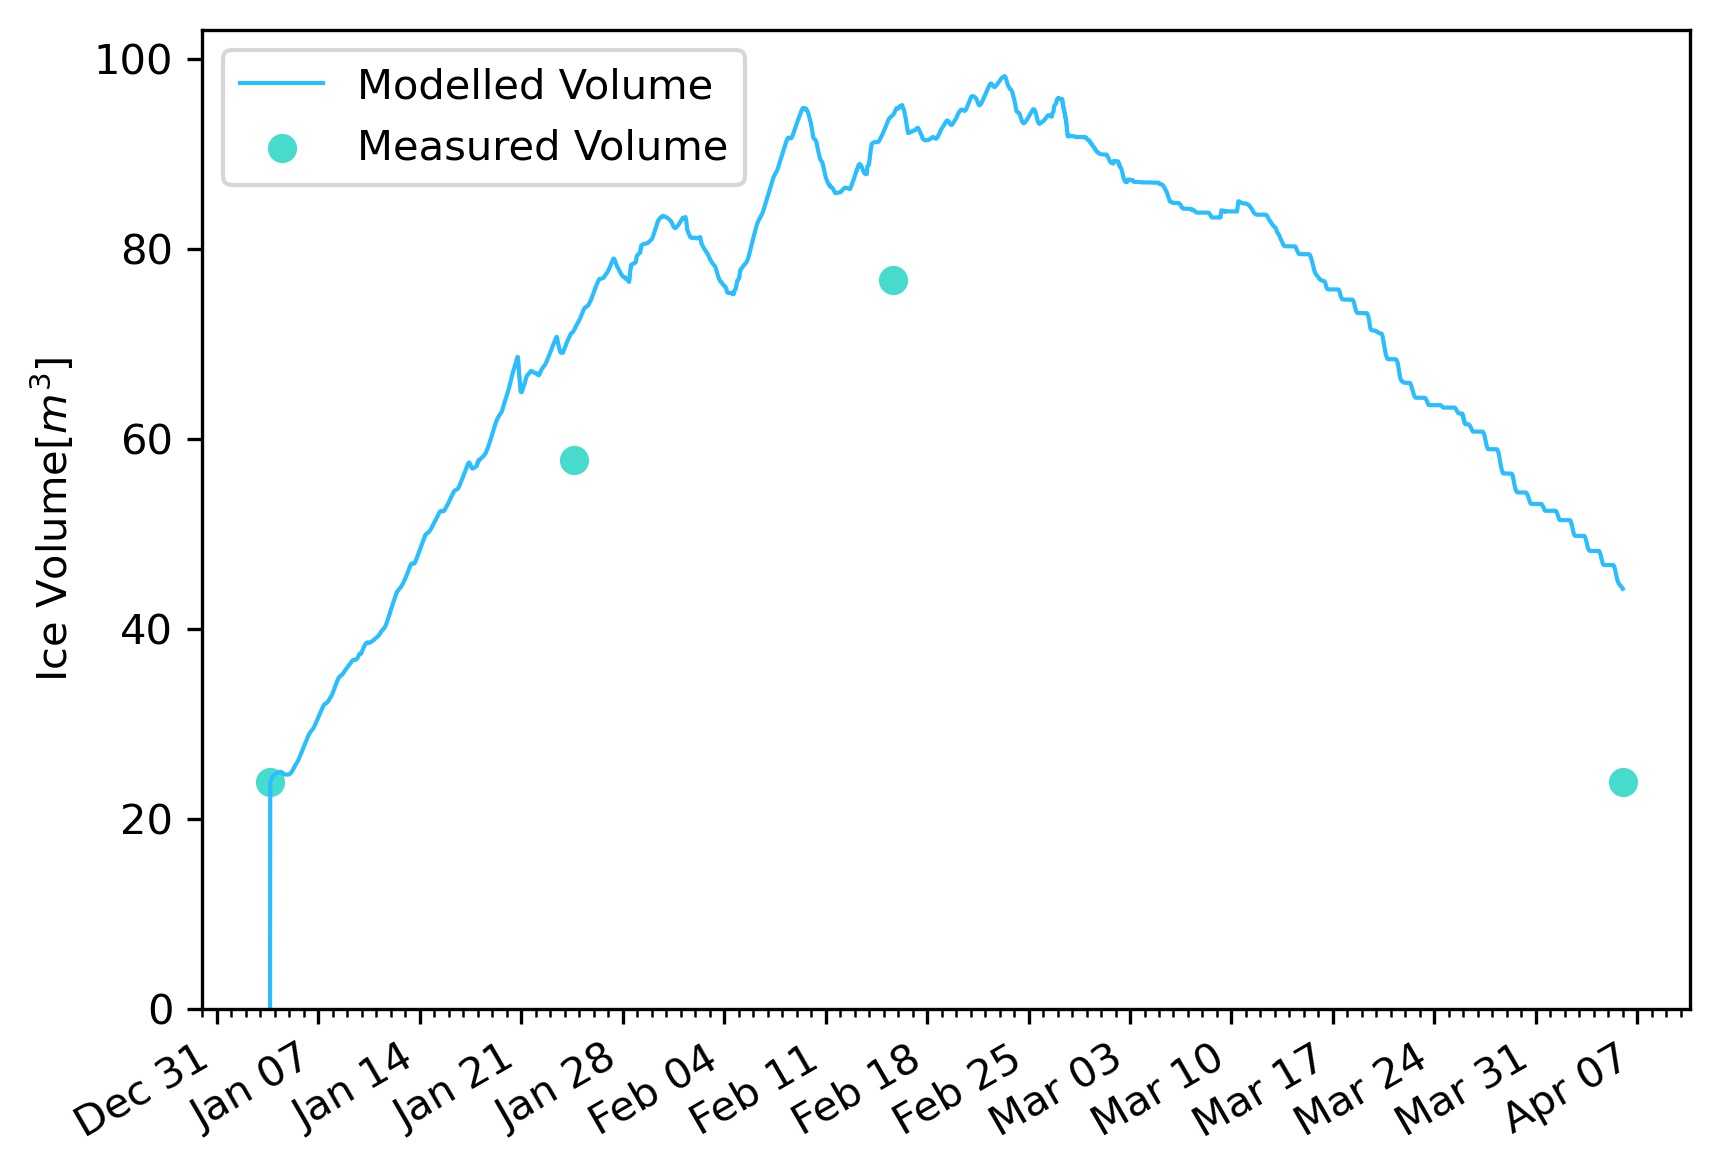 100
80
60
40
20
0
Ice Volume[m³]
Modelled Volume
Measured Volume
Dec 31
Jan 07
Jan 14
Jan 21
Jan 28
Feb 04
Feb 11
Feb 18
Feb 25
Mar 03
Mar 10
Mar 17
Mar 24
Mar 31
Apr 07